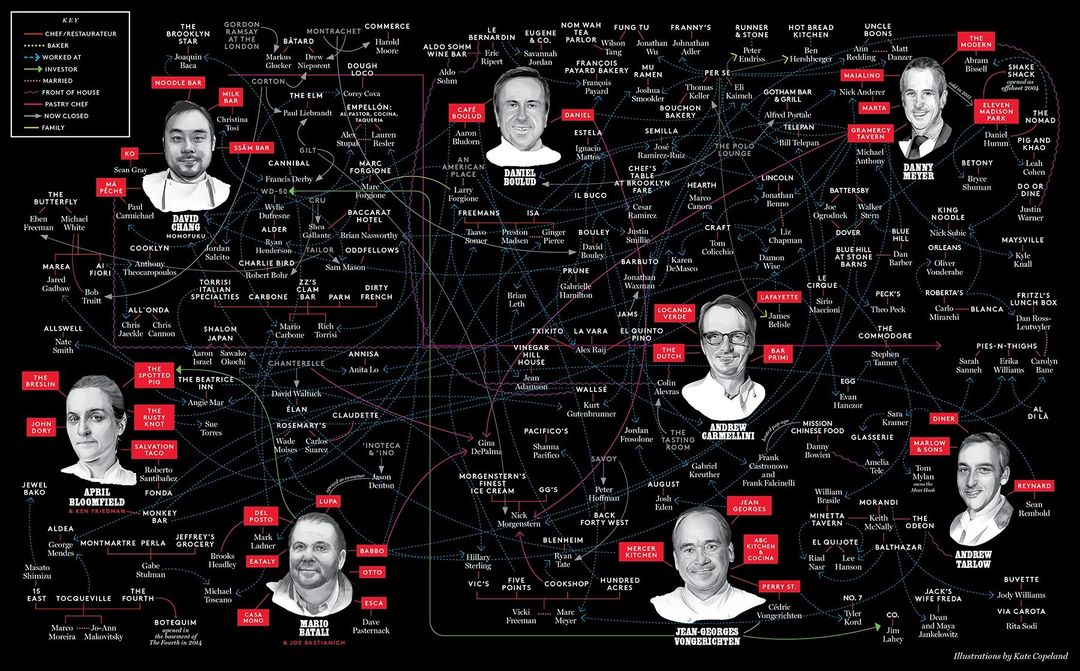 KEY
CHEF/RESTAURATEUR
BAKER
WORKED AT
INVESTOR
MARRIED
FRONT OF HOUSE
NOW CLOSED
PASTRY CHEF
FAMILY
THE
BROOKLYN
STAR
Joaquin
Baca
NOODLE BAR
MILK
BAR
Christina
Tosi
SSÄM BAR
KO
Sean Gray
MÁ
PÊCHE
Paul
Carmichael
DAVID
CHANG
MOMOFUKU
GORDON
RAMSAY
AT THE
LONDON
MONTRACHET
BÂTARD
Markus
Glocker
Drew
Nieporent
COMMERCE
Harold
Moore
CORTON
DOUGH
LOCO
Corey Cova
THE ELM
Paul Liebrandt
EMPELLÓN:
AL PASTOR, COCINA,
TAQUERIA
Alex
Stupak
Lauren
Resler
GILT
CANNIBAL
Francis Derby
MARC
FORGIONE
Marc
Forgione
WD-50
Wylie
Dufresne
ALDER
Ryan
Henderson
CRU
Shea
Gallante
BACCARAT
HOTEL
Brian Nasworthy
TAILOR
ODDFELLOWS
Sam Mason
CHARLIE BIRD
Robert Bohr
THE
BUTTERFLY
Eben
Freeman
Michael
White
COOKLYN
Anthony
Theocaropoulos
Jordan
Salcito
MAREA
Jared
Gadbaw
AI
FIORI
Bob
Truitt
ALL'ONDA
Chris
Jaeckle
Chris
Cannon
TORRISI
ITALIAN
SPECIALTIES
CARBONE
ZZ'S
CLAM
BAR
PARM
DIRTY
FRENCH
Mario
Carbone
Rich
Torrisi
ALLSWELL
Nate
Smith
SHALOM
JAPAN
Aaron
Israel
Sawako
Okochi
CHANTERELLE
David Waltuck
ANNISA
Anita Lo
THE
BRESLIN
THE
SPOTTED
PIG
THE BEATRICE
INN
Angie Mar
JOHN
DORY
THE
RUSTY
KNOT
Sue
Torres
SALVATION
TACO
Roberto
Santibañez
FONDA
APRIL
BLOOMFIELD
& KEN FRIEDMAN
ÉLAN
CLAUDETTE
ROSEMARY'S
Wade
Moises
Carlos
Suarez
'INOTECA
& 'INO
Jason
Denton
JEWEL
BAKO
MONKEY
BAR
ALDEA
George
Mendes
MONTMARTRE
PERLA
JEFFREY'S
GROCERY
Gabe
Stulman
Brooks
Headley
Masato
Shimizu
15
EAST
TOCQUEVILLE
THE
FOURTH
Michael
Toscano
Marco
Moreira
Jo-Ann
Makovitsky
BOTEQUIM
opened in
the basement of
The Fourth in 2014
LUPA
DEL
POSTO
Mark
Ladner
EATALY
CASA
MONO
BABBO
OTTO
ESCA
Dave
Pasternack
MARIO
BATALI
& JOE BASTIANICH
ALDO SOHM
WINE BAR
Aldo
Sohm
LE
BERNARDIN
Eric
Ripert
EUGENE
& CO.
Savannah
Jordan
NOM WAH
TEA
PARLOR
Wilson
Tang
FUNG TU
Jonathan
Wu
FRANNY'S
Johnathan
Adler
RUNNER
& STONE
Peter
Endriss
HOT BREAD
KITCHEN
Ben
Hershberger
UNCLE
BOONS
Ann
Redding
Matt
Danzer
FRANÇOIS
PAYARD BAKERY
François
Payard
MU
RAMEN
Joshua
Smookler
PER SE
Thomas
Keller
Eli
Kaimeh
BOUCHON
BAKERY
CAFÉ
BOULUD
Aaron
Bludorn
DANIEL
DANIEL
BOULUD
ESTELA
Ignacio
Mattos
SEMILLA
José
Ramírez-Ruiz
GOTHAM BAR
& GRILL
Alfred Portale
TELEPAN
Bill Telepan
THE POLO
LOUNGE
AN
AMERICAN
PLACE
Larry
Forgione
CHEF'S
TABLE
AT BROOKLYN
FARE
Cesar
Ramirez
HEARTH
Marco
Canora
LINCOLN
Jonathan
Benno
Liz
Chapman
IL BUCO
Justin
Smillie
FREEMANS
ISA
Taavo
Somer
Preston
Madsen
Ginger
Pierce
BOULEY
David
Bouley
CRAFT
Tom
Colicchio
BARBUTO
Jonathan
Waxman
JAMS
Karen
DeMasco
Damon
Wise
PRUNE
Gabrielle
Hamilton
Brian
Leth
TXIKITO
LA VARA
EL QUINTO
PINO
Alex Raij
VINEGAR
HILL
HOUSE
Jean
Adamson
WALLSÉ
Kurt
Gutenbrunner
PACIFICO'S
Shanna
Pacifico
Gina
DePalma
MORGENSTERN'S
FINEST
ICE CREAM
GG'S
Nick
Morgenstern
SAVOY
Peter
Hoffman
BACK
FORTY WEST
Jordan
Frosolone
AUGUST
Josh
Eden
BLENHEIM
Ryan
Tate
Hillary
Sterling
VIC'S
FIVE
POINTS
COOKSHOP
HUNDRED
ACRES
Vicki
Freeman
Marc
Meyer
LOCANDA
VERDE
LAFAYETTE
James
Belisle
THE
DUTCH
BAR
PRIMI
Colin
Alevras
THE
TASTING
ROOM
ANDREW
CARMELLINI
Gabriel
Kreuther
Frank
Castronovo
and
Frank Falcinelli
MISSION
CHINESE FOOD
Danny
Bowien
JEAN
GEORGES
MERCER
KITCHEN
ABC
KITCHEN
&
COCINA
PERRY ST.
Cédric
Vongerichten
JEAN-GEORGES
VONGERICHTEN
MAIALINO
Nick Anderer
MARTA
GRAMERCY
TAVERN
Michael
Anthony
DANNY
MEYER
THE
MODERN
Abram
Bissell
SHAKE
SHACK
opened as
offshoot 2004
ELEVEN
MADISON
PARK
Daniel
Humm
THE
NOMAD
PIG AND
KHAO
Leah
Cohen
BETONY
Bryce
Shuman
DO OR
DINE
Justin
Warner
BATTERSBY
Joe
Ogrodnek
Walker
Stern
DOVER
KING
NOODLE
Nick Subic
MAYSVILLE
Kyle
Knall
BLUE HILL
AT STONE
BARNS
BLUE
HILL
Dan
Barber
ORLEANS
Oliver
Vonderahe
LE
CIRQUE
Sirio
Maccioni
PECK'S
Theo Peck
ROBERTA'S
Carlo
Mirarchi
BLANCA
FRITZL'S
LUNCH BOX
Dan Ross-
Leutwyler
THE
COMMODORE
Stephen
Tanner
PIES-N-THIGHS
Sarah
Sanneh
Erika
Williams
Carolyn
Bane
EGG
Evan
Hanczor
Sara
Kramer
GLASSERIE
AL
DI LÀ
DINER
MARLOW
& SONS
Tom
Mylan
owns the
Meat Hook
REYNARD
Sean
Rembold
ANDREW
TARLOW
Amelia
Telc
William
Brasile
MINETTA
TAVERN
MORANDI
Keith
McNally
THE
ODEON
BALTHAZAR
EL QUIJOTE
Riad
Nasr
Lee
Hanson
NO. 7
Tyler
Kord
CO.
Jim
Lahey
JACK'S
WIFE FREDA
Dean
and Maya
Jankelowitz
BUVETTE
Jody Williams
VIA CAROTA
Rita Sodi
Illustrations by Kate Copeland